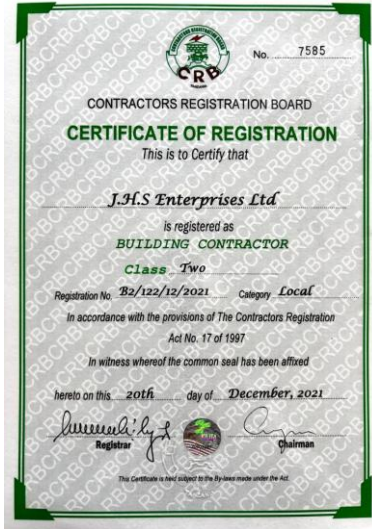 No. 7585
CRB
CONTRACTORS REGISTRATION BOARD
CERTIFICATE OF REGISTRATION
This is to Certify that
J.H.S Enterprises Ltd
is registered as
BUILDING CONTRACTOR
Class Two
Registration No. B2/122/12/2021 Category Local
In accordance with the provisions of The Contractors Registration
Act No. 17 of 1997
In witness whereof the common seal has been affixed
hereto on this 20th day of December, 2021
Registrar Chairman
This Certificate is held subject to the By-laws made under the Act.